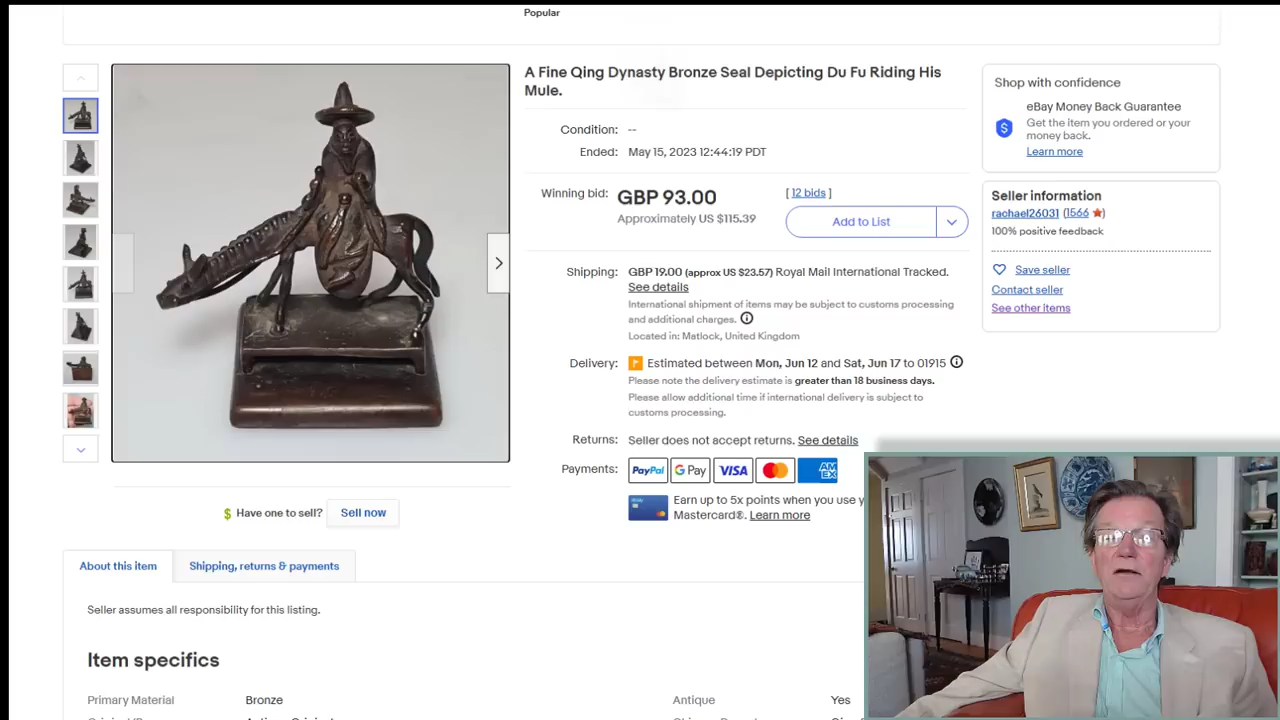 Popular
A Fine Qing Dynasty Bronze Seal Depicting Du Fu Riding His
Mule.
Condition: --
Ended: May 15, 2023 12:44:19 PDT
Winning bid: GBP 93.00 [ 12 bids ]
Approximately US $115.39
Add to List
Shipping: GBP 19.00 (approx US $23.57) Royal Mail International Tracked.
See details
International shipment of items may be subject to customs processing
and additional charges.
Located in: Matlock, United Kingdom
Delivery: Estimated between Mon, Jun 12 and Sat, Jun 17 to 01915
Please note the delivery estimate is greater than 18 business days.
Please allow additional time if international delivery is subject to
customs processing.
Returns: Seller does not accept returns. See details
Payments: PayPal G Pay VISA AM EX
Earn up to 5x points when you use y
Mastercard®. Learn more
Shop with confidence
eBay Money Back Guarantee
Get the item you ordered or your
money back.
Learn more
Seller information
rachael26031 (1566 )
100% positive feedback
Save seller
Contact seller
See other items
$ Have one to sell? Sell now
About this item
Shipping, returns & payments
Seller assumes all responsibility for this listing.
Item specifics
Primary Material Bronze
Antique Yes